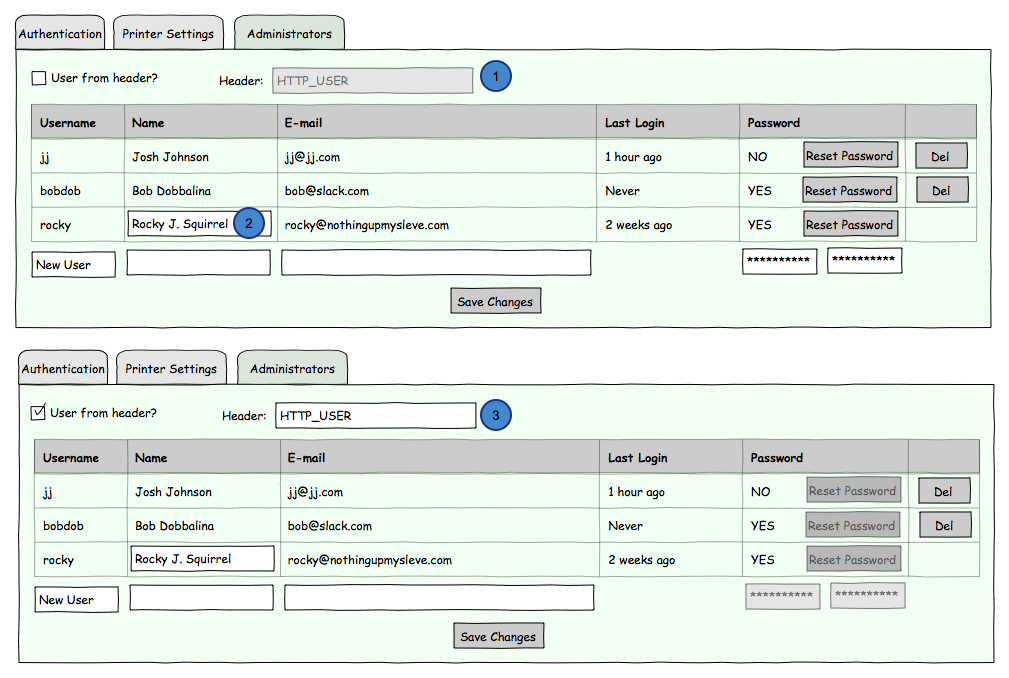 Authentication Printer Settings Administrators
User from header? Header: HTTP_USER 1
Username Name E-mail Last Login Password
jj Josh Johnson jj@jj.com 1 hour ago NO Reset Password Del
bobdob Bob Dobbalina bob@slack.com Never YES Reset Password Del
rocky Rocky J. Squirrel 2 rocky@nothingupmysleve.com 2 weeks ago YES Reset Password
New User ********** **********
Save Changes
Authentication Printer Settings Administrators
User from header? Header: HTTP_USER 3
Username Name E-mail Last Login Password
jj Josh Johnson jj@jj.com 1 hour ago NO Reset Password Del
bobdob Bob Dobbalina bob@slack.com Never YES Reset Password Del
rocky Rocky J. Squirrel rocky@nothingupmysleve.com 2 weeks ago YES Reset Password
New User ********** **********
Save Changes